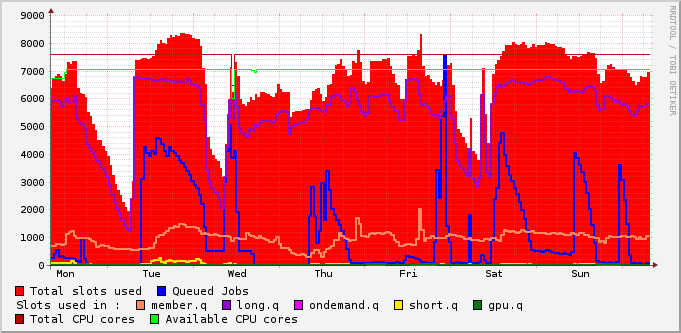 9000
8000
7000
6000
5000
4000
3000
2000
1000
0
Mon Tue Wed Thu Fri Sat Sun
RRDTOOL / TOBI OETIKER
Total slots used Queued Jobs
Slots used in : member.q long.q ondemand.q short.q gpu.q
Total CPU cores Available CPU cores